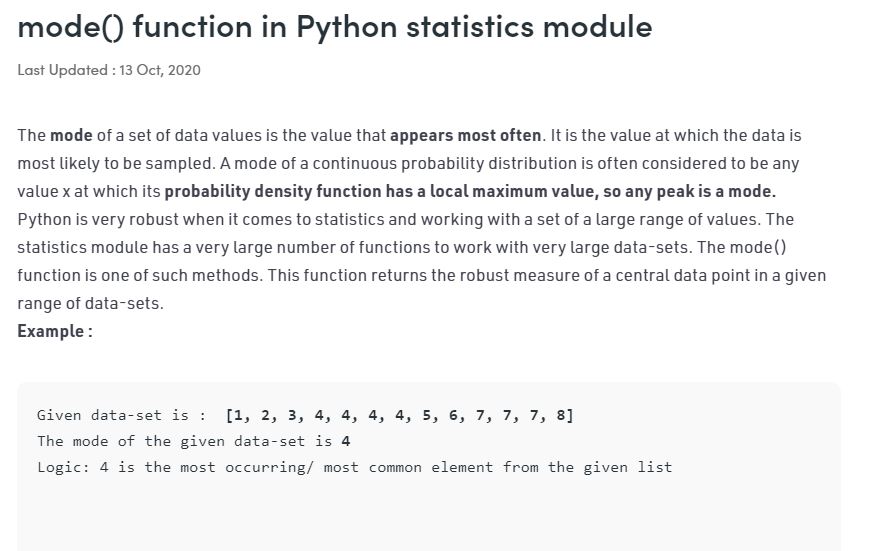 mode() function in Python statistics module
Last Updated : 13 Oct, 2020
The mode of a set of data values is the value that appears most often. It is the value at which the data is
most likely to be sampled. A mode of a continuous probability distribution is often considered to be any
value x at which its probability density function has a local maximum value, so any peak is a mode.
Python is very robust when it comes to statistics and working with a set of a large range of values. The
statistics module has a very large number of functions to work with very large data-sets. The mode()
function is one of such methods. This function returns the robust measure of a central data point in a given
range of data-sets.
Example :
Given data-set is :  [1, 2, 3, 4, 4, 4, 4, 5, 6, 7, 7, 7, 8]
The mode of the given data-set is 4
Logic: 4 is the most occurring/ most common element from the given list